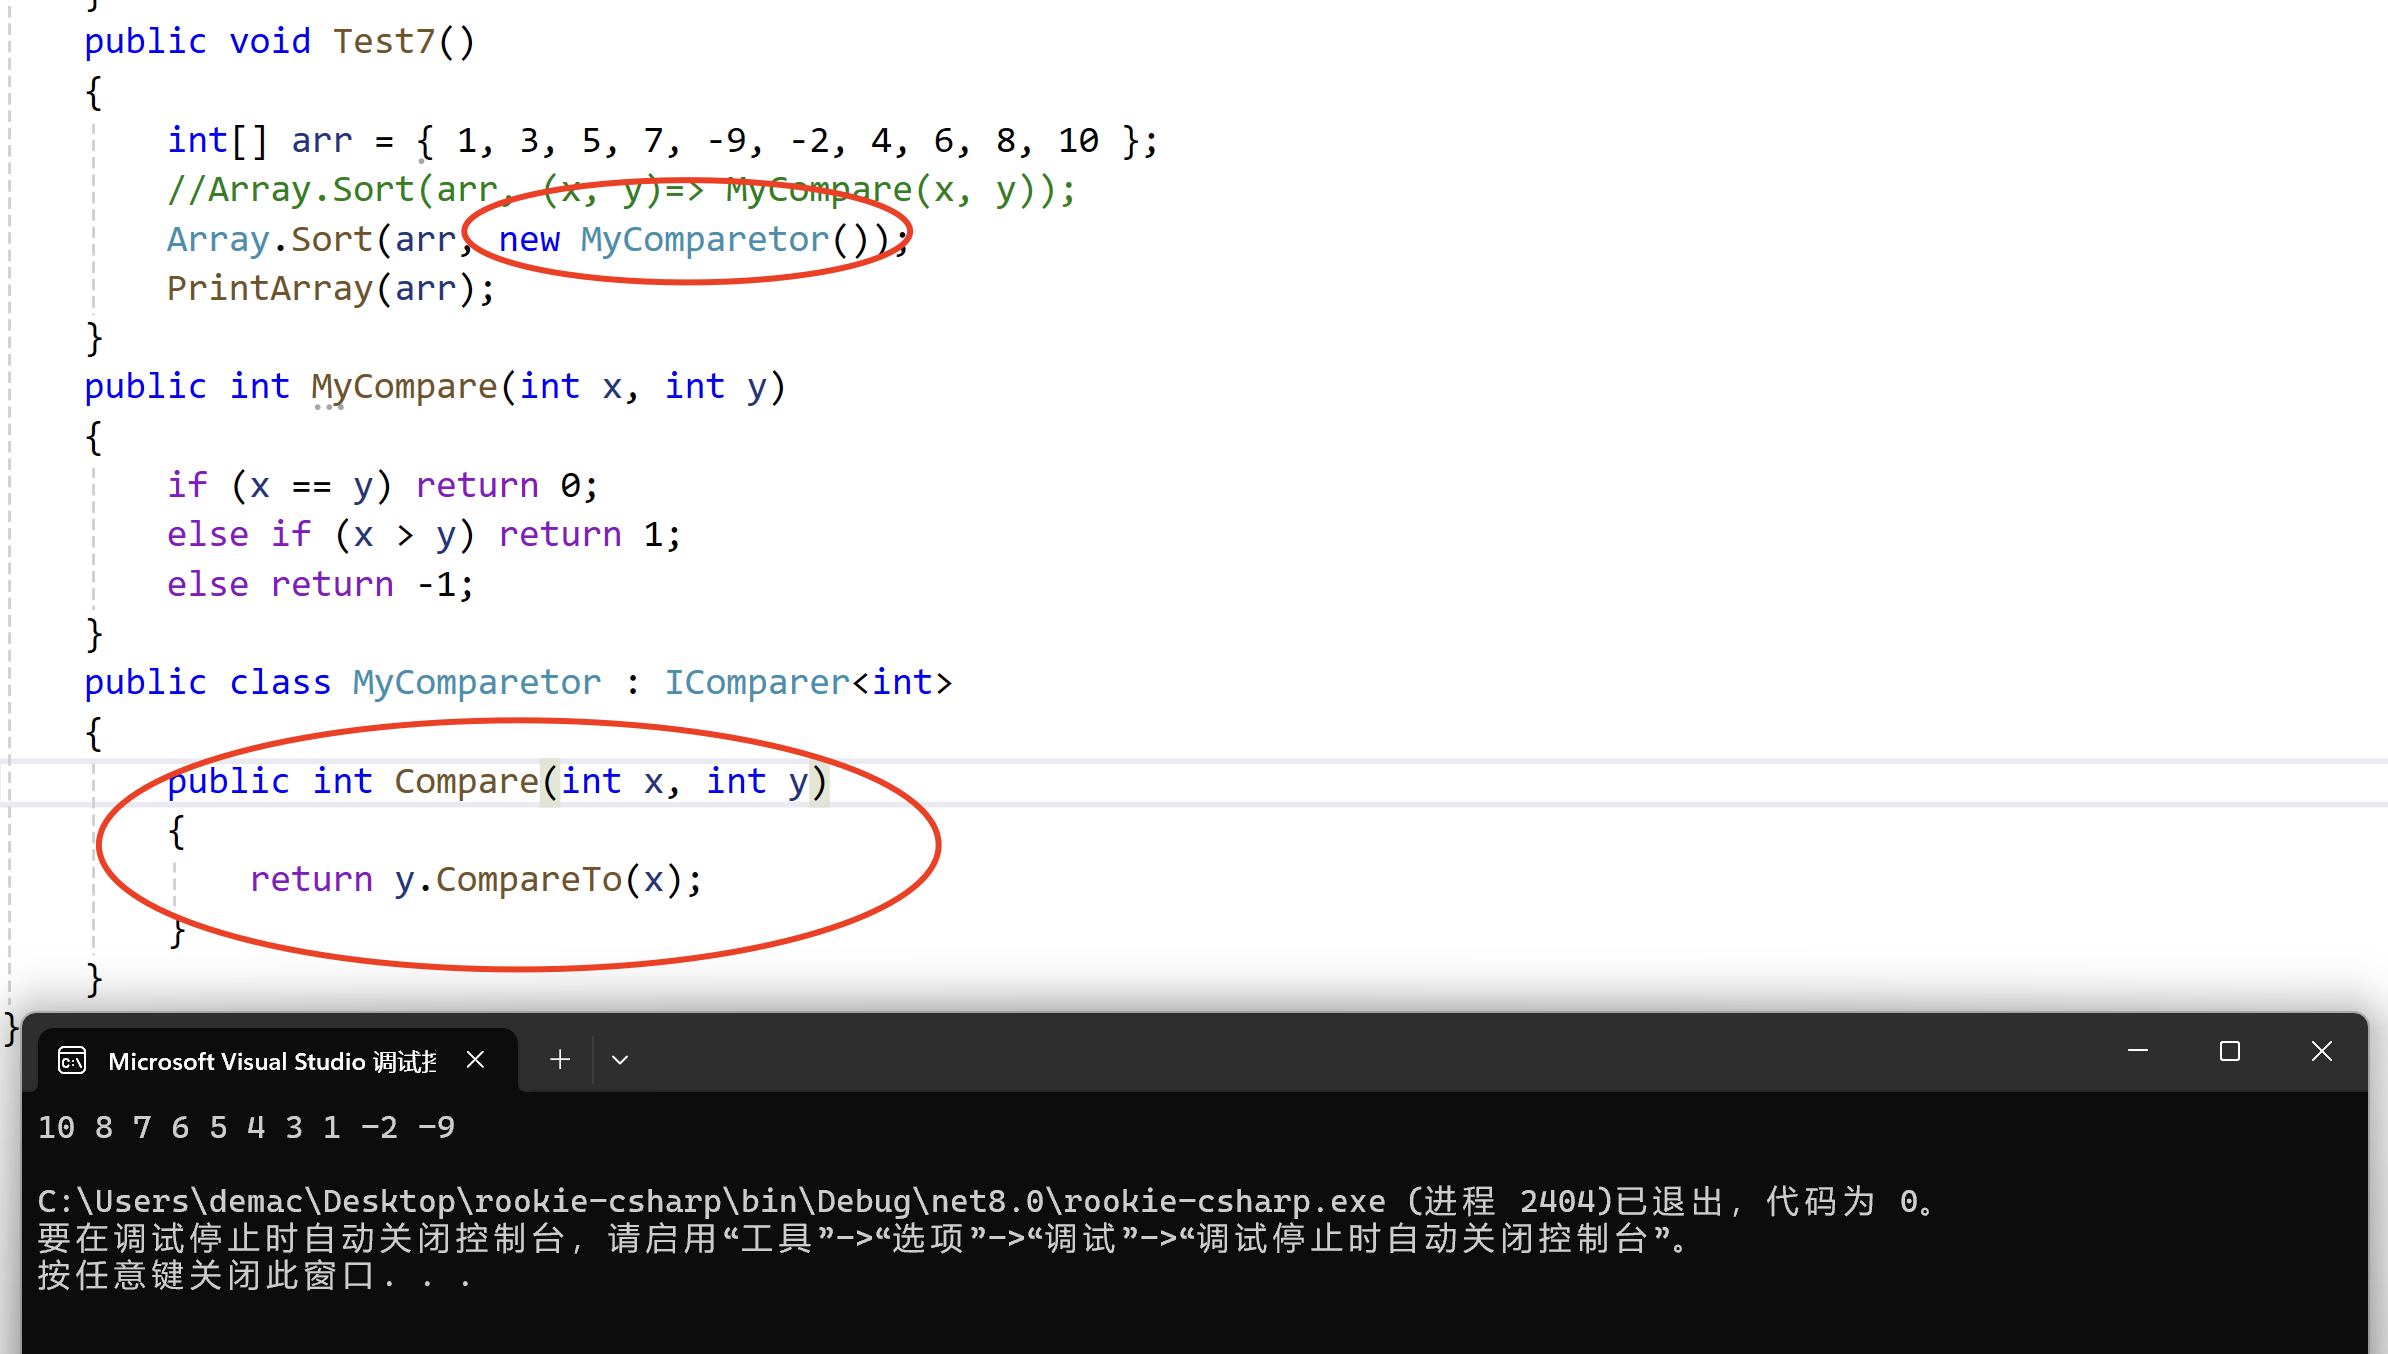 }
public void Test7()
{
int[] arr = { 1, 3, 5, 7, -9, -2, 4, 6, 8, 10 };
//Array.Sort(arr, (x, y)=> MyCompare(x, y));
Array.Sort(arr, new MyComparetor());
PrintArray(arr);
}
public int MyCompare(int x, int y)
{
if (x == y) return 0;
else if (x > y) return 1;
else return -1;
}
public class MyComparetor : IComparer<int>
{
public int Compare(int x, int y)
{
return y.CompareTo(x);
}
}
}
Microsoft Visual Studio 调试控
10 8 7 6 5 4 3 1 -2 -9
C:\Users\demac\Desktop\rookie-csharp\bin\Debug\net8.0\rookie-csharp.exe (进程 2404)已退出，代码为 0。
要在调试停止时自动关闭控制台，请启用“工具”->“选项”->“调试”->“调试停止时自动关闭控制台”。
按任意键关闭此窗口. . .